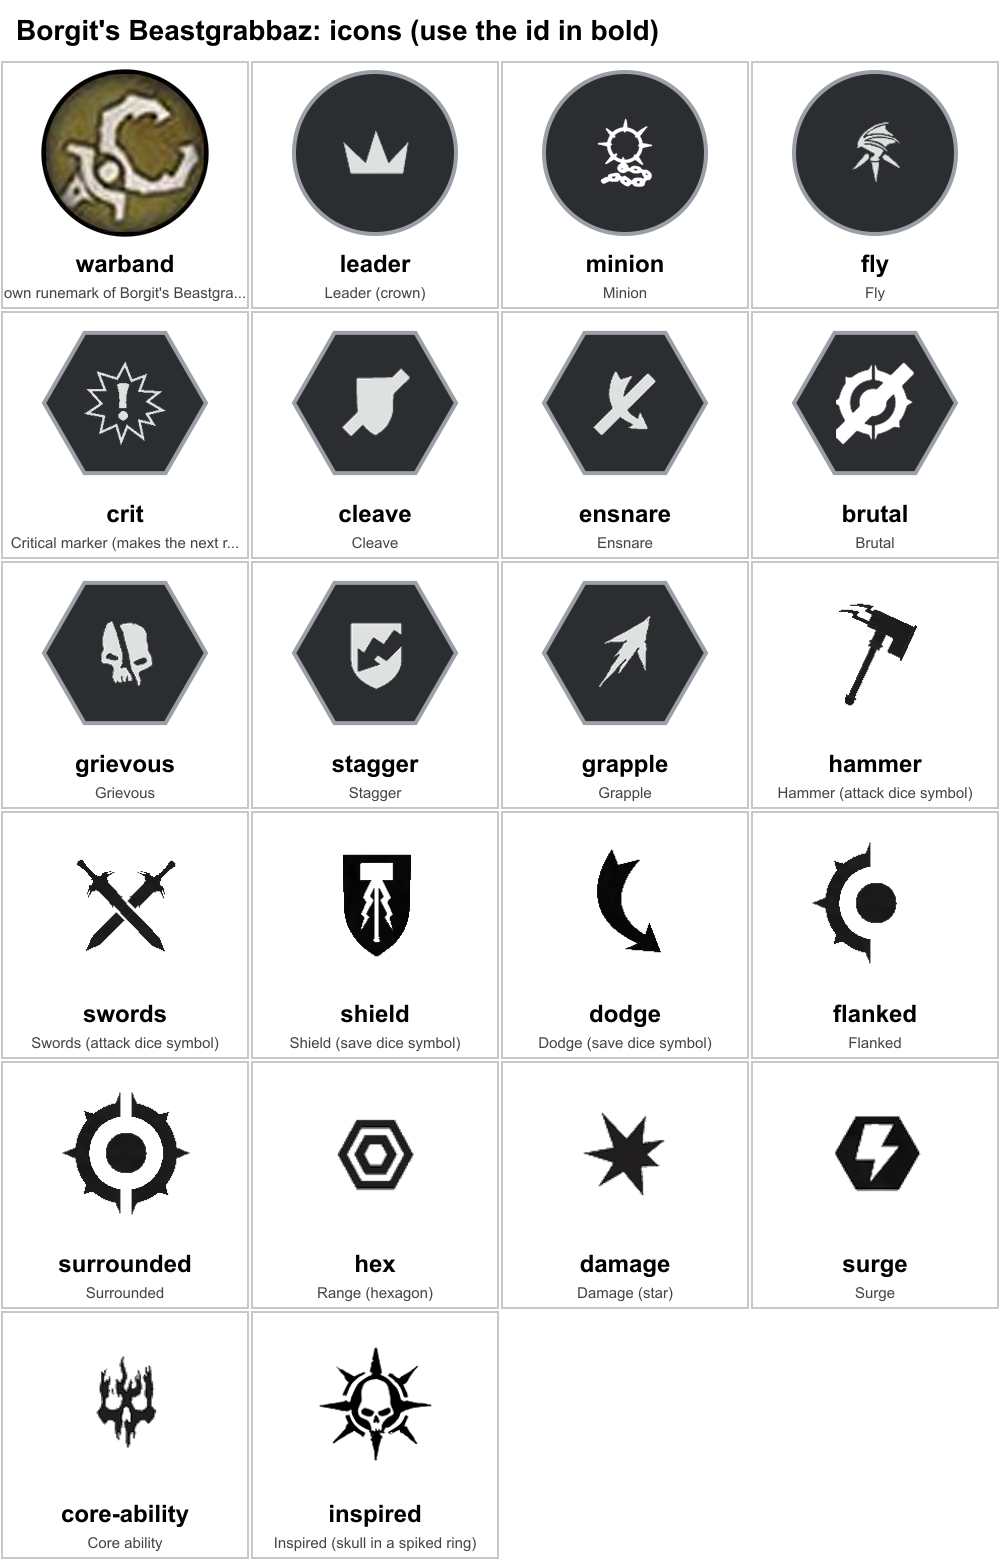 Borgit's Beastgrabbaz: icons (use the id in bold)
warband
own runemark of Borgit's Beastgra...
leader
Leader (crown)
minion
Minion
fly
Fly
crit
Critical marker (makes the next r...
cleave
Cleave
ensnare
Ensnare
brutal
Brutal
grievous
Grievous
stagger
Stagger
grapple
Grapple
hammer
Hammer (attack dice symbol)
swords
Swords (attack dice symbol)
shield
Shield (save dice symbol)
dodge
Dodge (save dice symbol)
flanked
Flanked
surrounded
Surrounded
hex
Range (hexagon)
damage
Damage (star)
surge
Surge
core-ability
Core ability
inspired
Inspired (skull in a spiked ring)